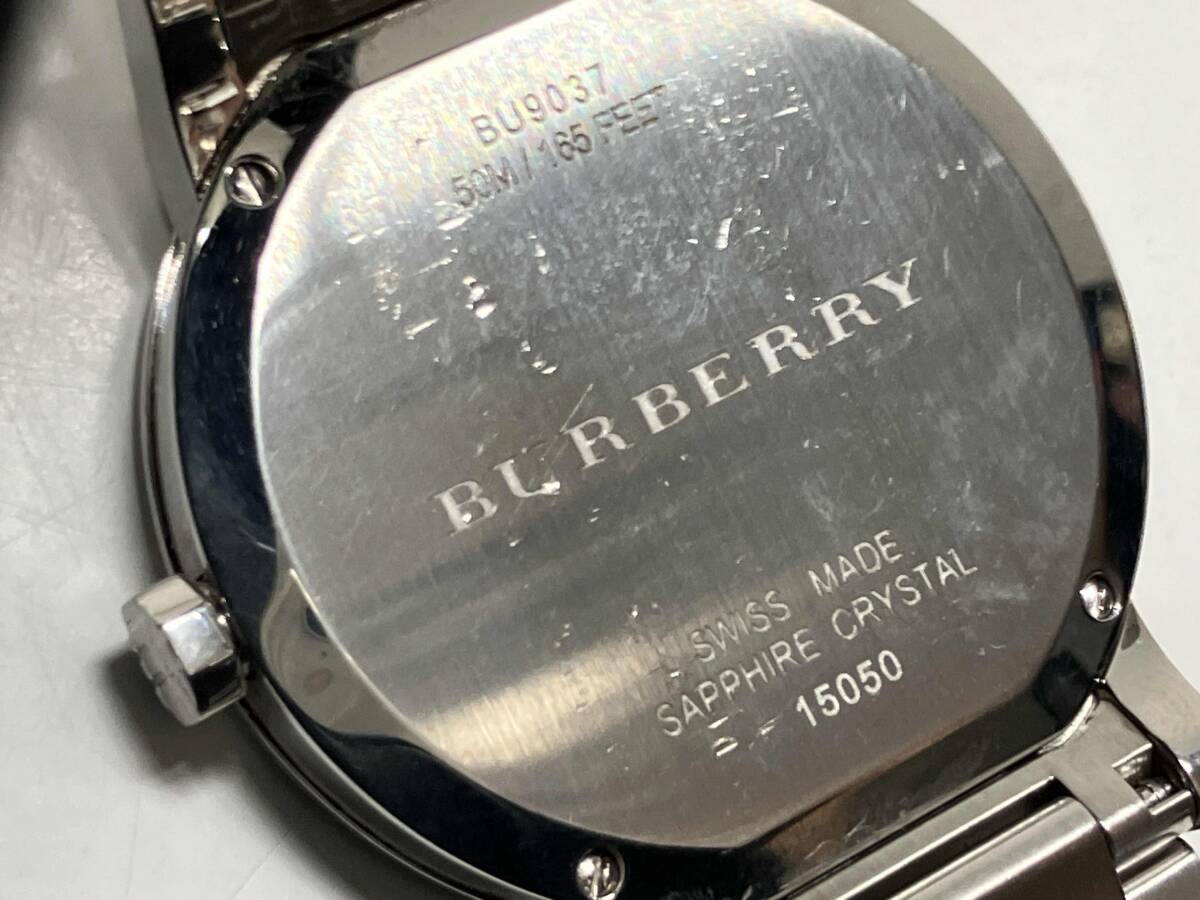 BU9037
50M / 165 FEET
BURBERRY
SWISS MADE
SAPPHIRE CRYSTAL
15050